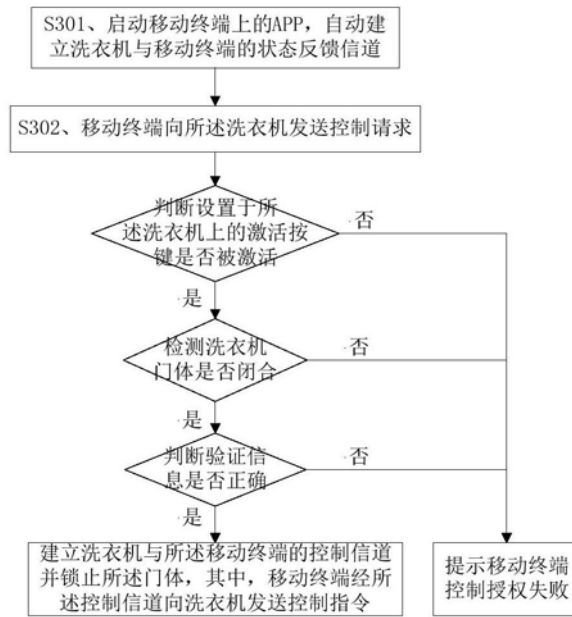 S301、启动移动终端上的APP，自动建
立洗衣机与移动终端的状态反馈信道
S302、移动终端向所述洗衣机发送控制请求
判断设置于所
述洗衣机上的激活按
键是否被激活
否
是
检测洗衣机
门体是否闭合
否
是
判断验证信
息是否正确
否
是
建立洗衣机与所述移动终端的控制信道
并锁止所述门体，其中，移动终端经所
述控制信道向洗衣机发送控制指令
提示移动终端
控制授权失败